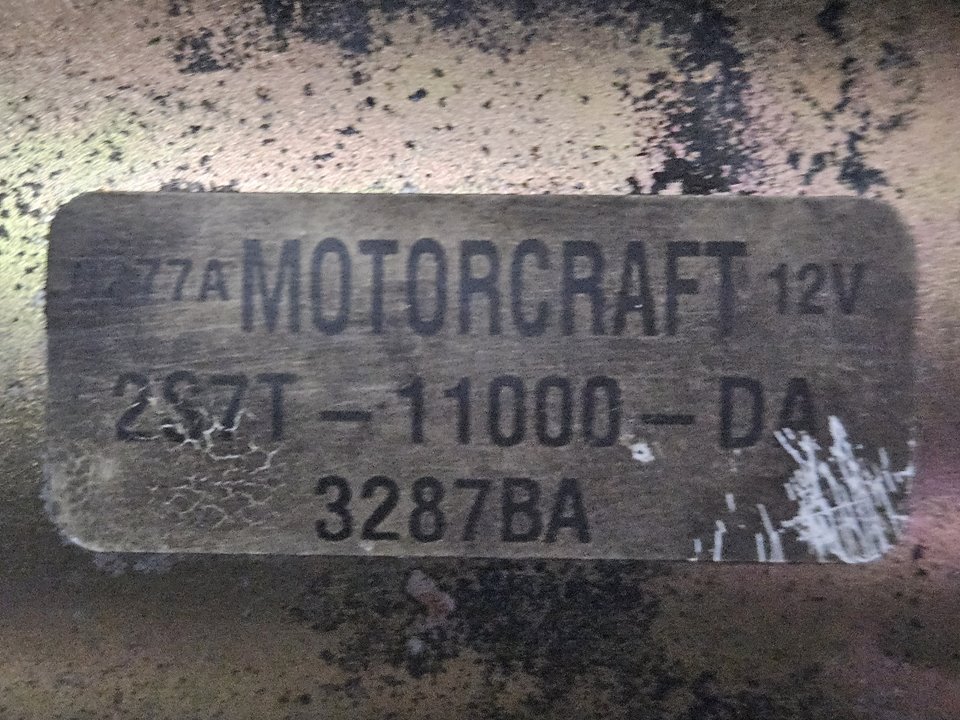 MOTORCRAFT 12V
2S7T-11000-DA
3287BA